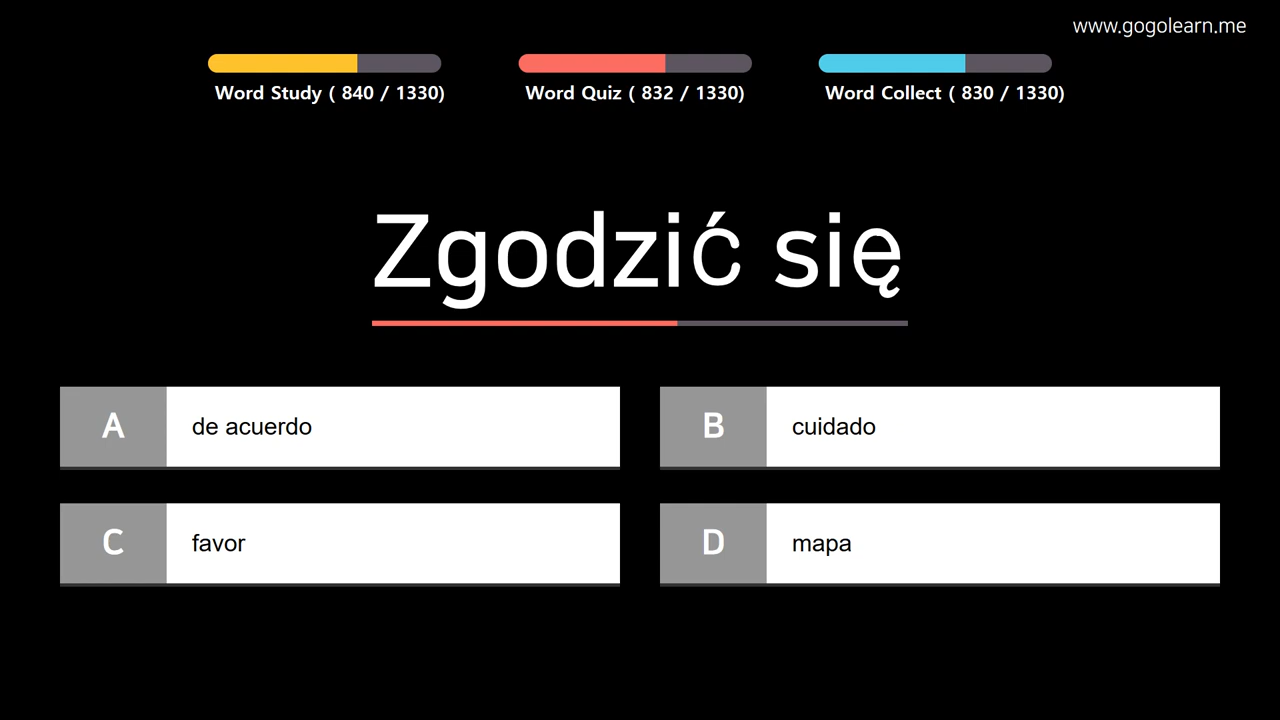 www.gogolearn.me
Word Study ( 840 / 1330)
Word Quiz ( 832 / 1330)
Word Collect ( 830 / 1330)
Zgodzić się
A
de acuerdo
B
cuidado
C
favor
D
mapa